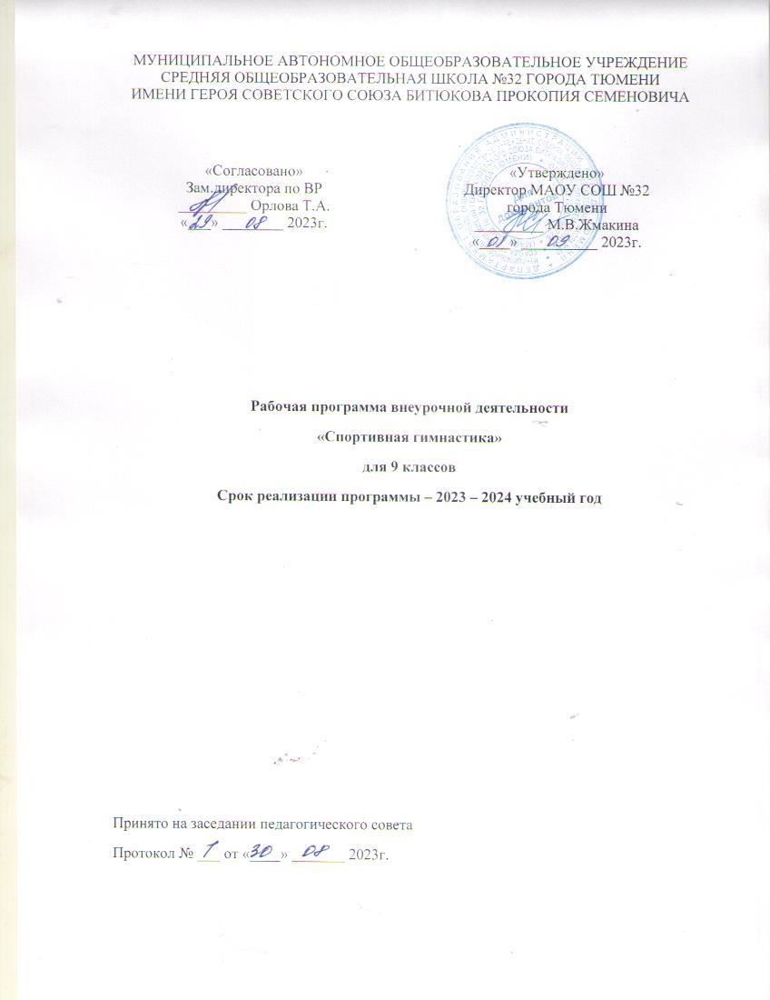 МУНИЦИПАЛЬНОЕ АВТОНОМНОЕ ОБЩЕОБРАЗОВАТЕЛЬНОЕ УЧРЕЖДЕНИЕ
СРЕДНЯЯ ОБЩЕОБРАЗОВАТЕЛЬНАЯ ШКОЛА №32 ГОРОДА ТЮМЕНИ
ИМЕНИ ГЕРОЯ СОВЕТСКОГО СОЮЗА БИТЮКОВА ПРОКОПИЯ СЕМЕНОВИЧА
«Согласовано»
Зам.директора по ВР
Орлова Т.А.
«29» 08 2023г.
«Утверждено»
Директор МАОУ СОШ №32
города Тюмени
М.В.Жмакина
«01» 09 2023г.
Для
документов
Рабочая программа внеурочной деятельности
«Спортивная гимнастика»
для 9 классов
Срок реализации программы – 2023 – 2024 учебный год
Принято на заседании педагогического совета
Протокол № 1 от «30» 08 2023г.